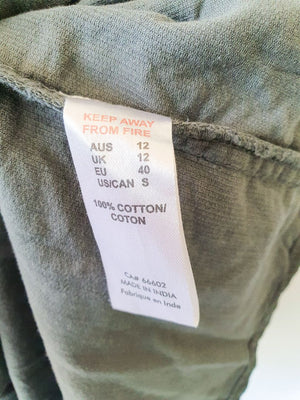 KEEP AWAY
FROM FIRE
AUS 12
UK 12
EU 40
US/CAN S
100% COTTON/
COTON
CA# 66602
MADE IN INDIA
Fabriqué en Inde